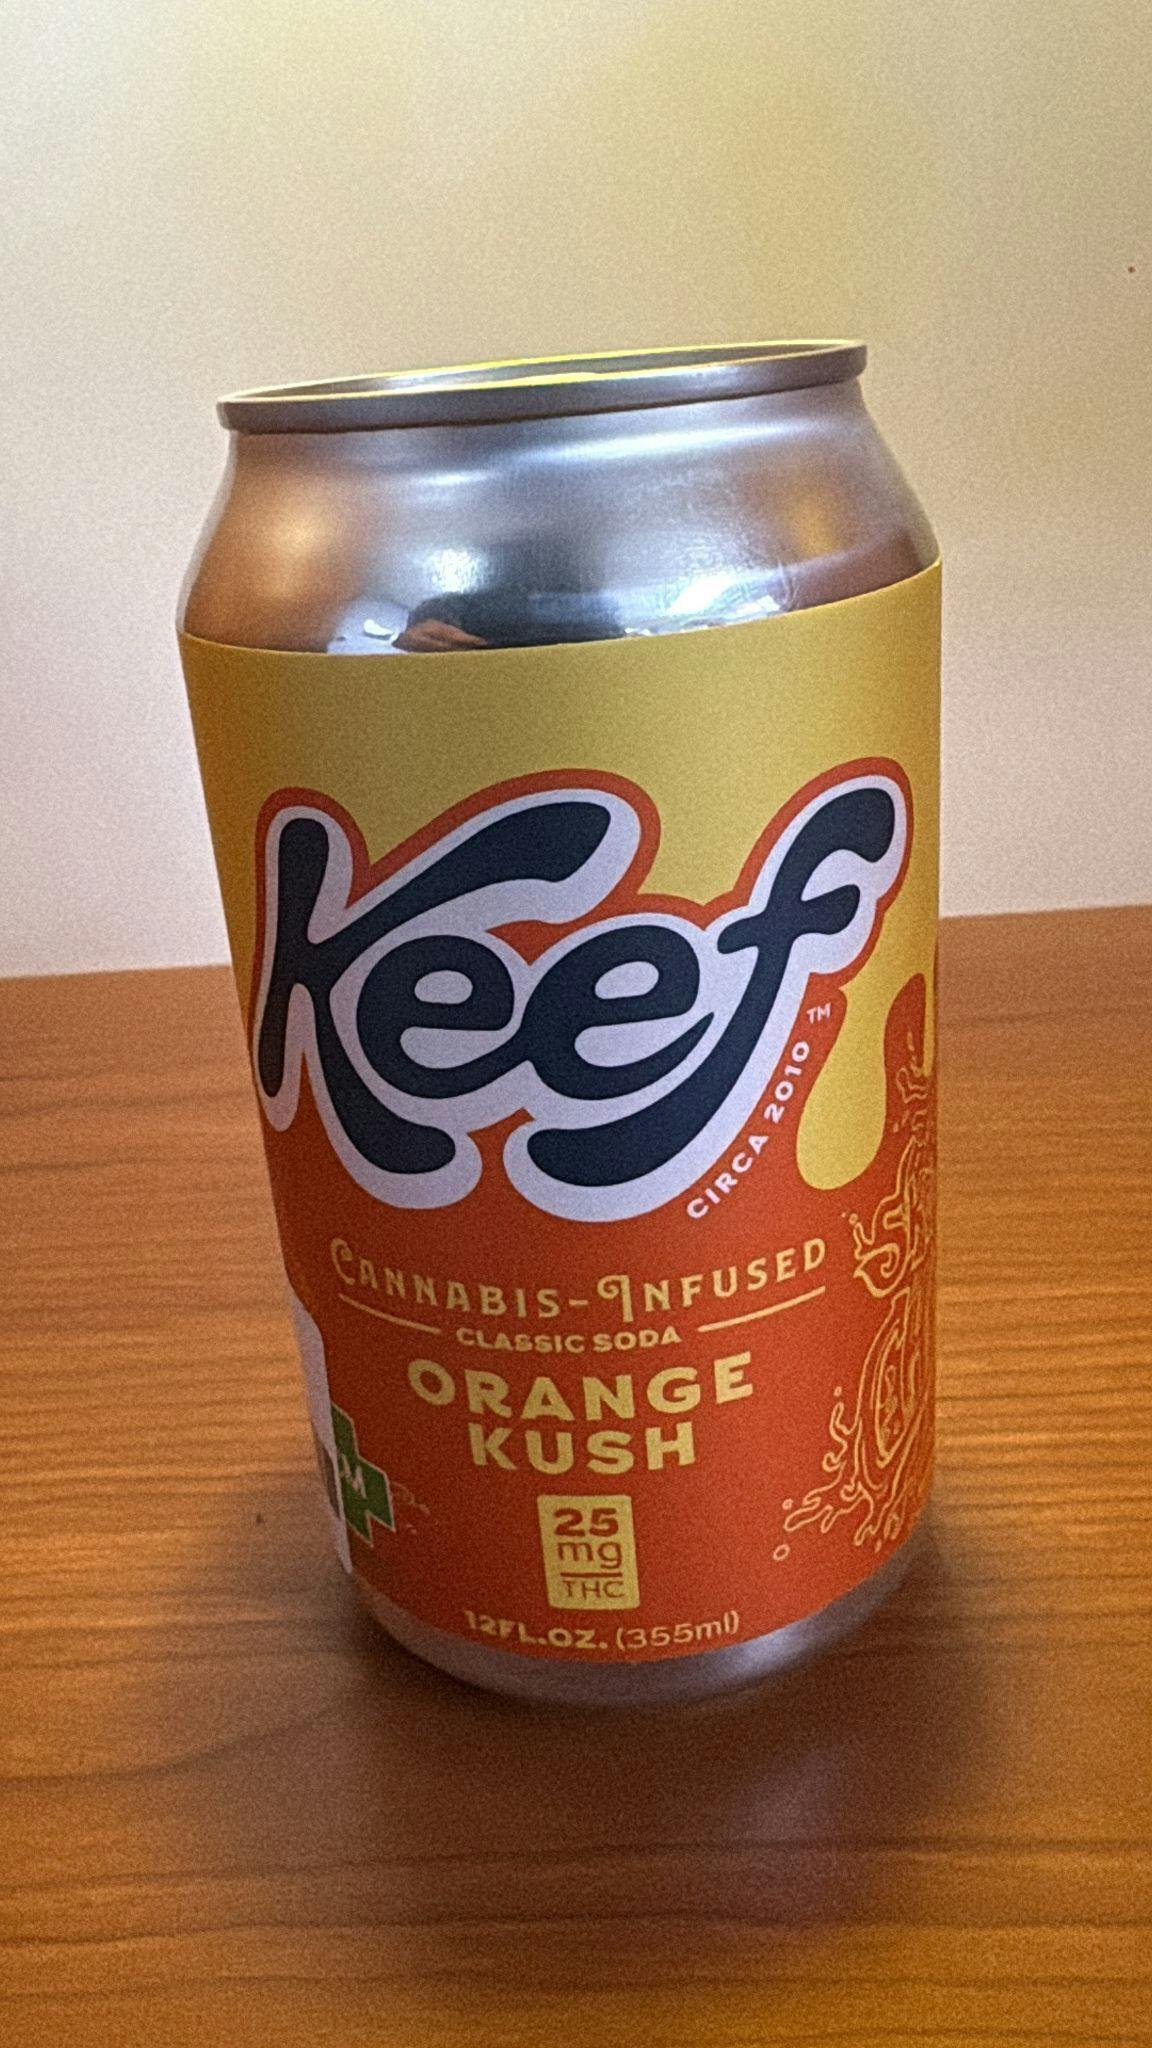 Keef
TM
CIRCA 2010
CANNABIS-INFUSED
CLASSIC SODA
ORANGE
KUSH
M
25
mg
THC
12FL.OZ. (355ml)